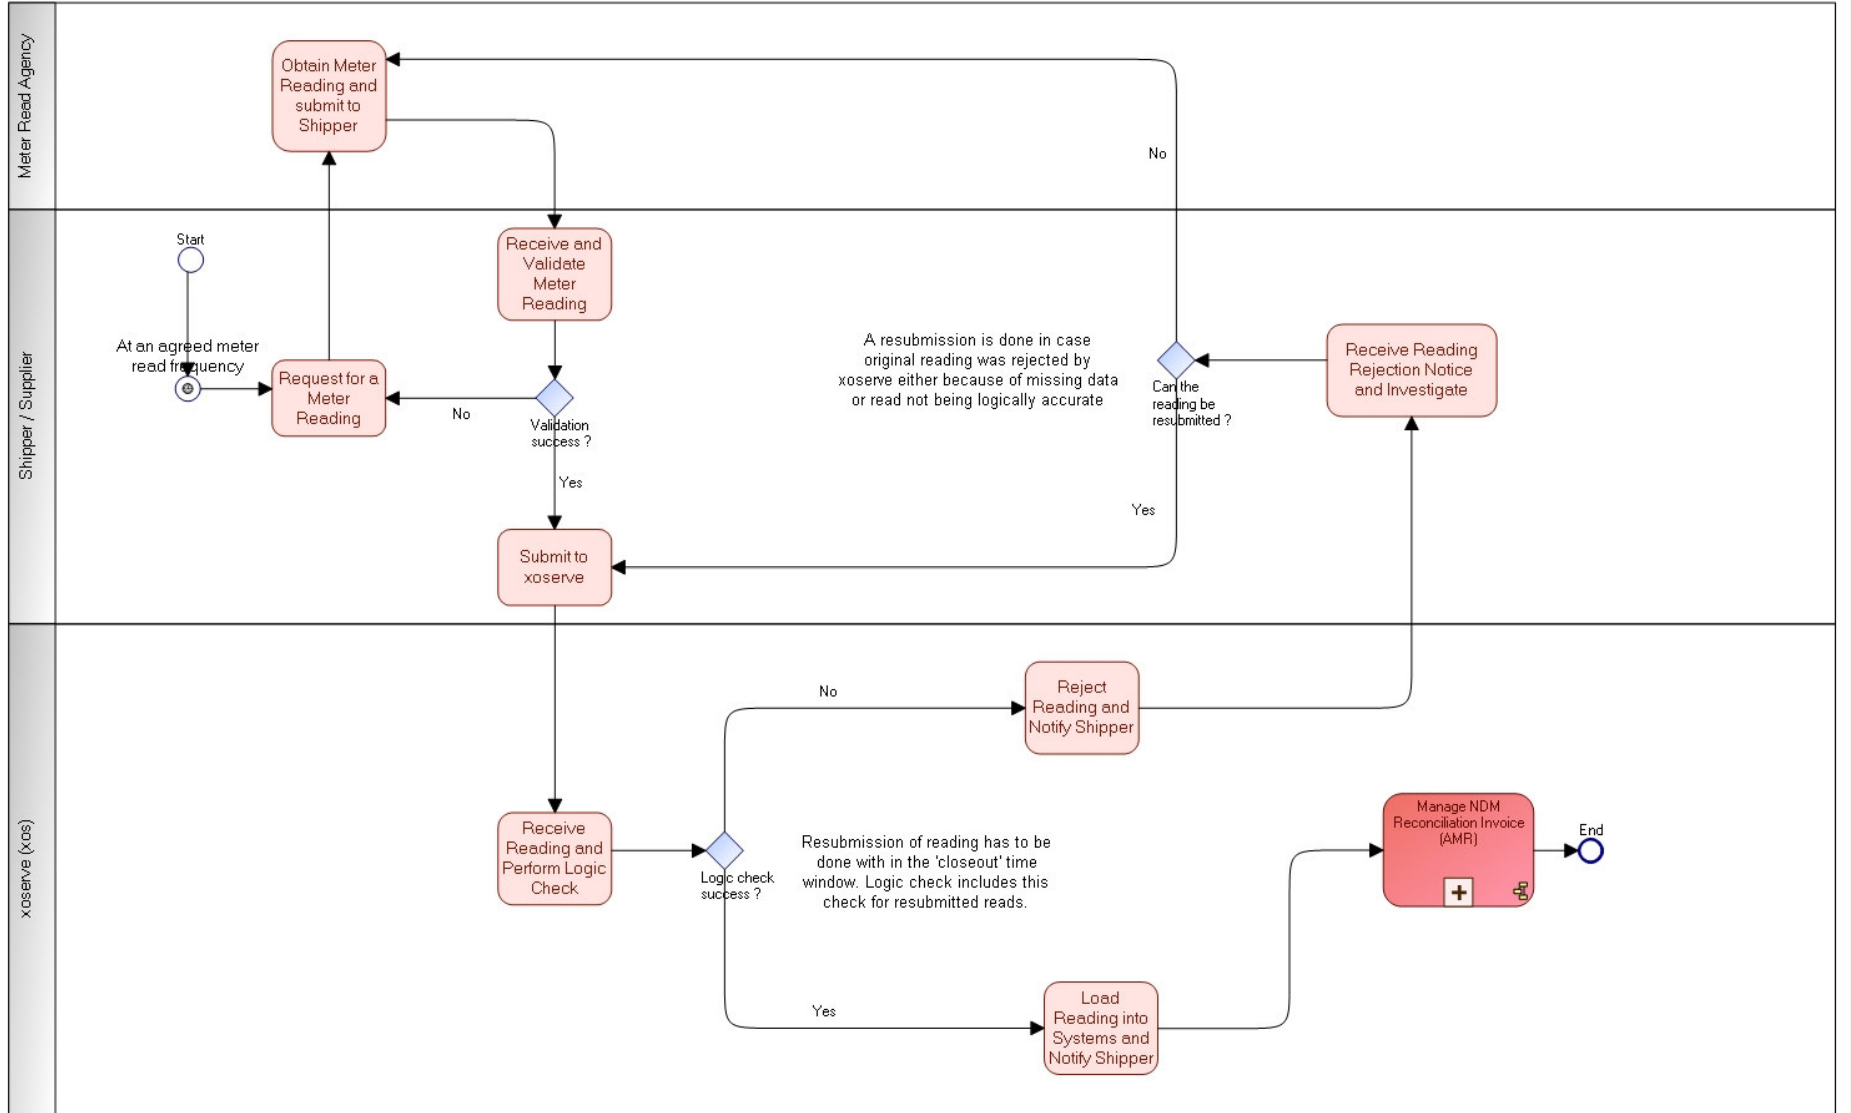 Meter Read Agency
Obtain Meter
Reading and
submit to
Shipper
No
Shipper / Supplier
Start
At an agreed meter
read frequency
Request for a
Meter
Reading
Receive and
Validate
Meter
Reading
No
Validation
success ?
Yes
Submit to
xoserve
A resubmission is done in case
original reading was rejected by
xoserve either because of missing data
or read not being logically accurate
Can the
reading be
resubmitted ?
Yes
Receive Reading
Rejection Notice
and Investigate
xoserve (xos)
Receive
Reading and
Perform Logic
Check
Logic check
success ?
No
Reject
Reading and
Notify Shipper
Resubmission of reading has to be
done with in the 'closeout' time
window. Logic check includes this
check for resubmitted reads.
Yes
Load
Reading into
Systems and
Notify Shipper
Manage NDM
Reconciliation Invoice
(AMR)
End